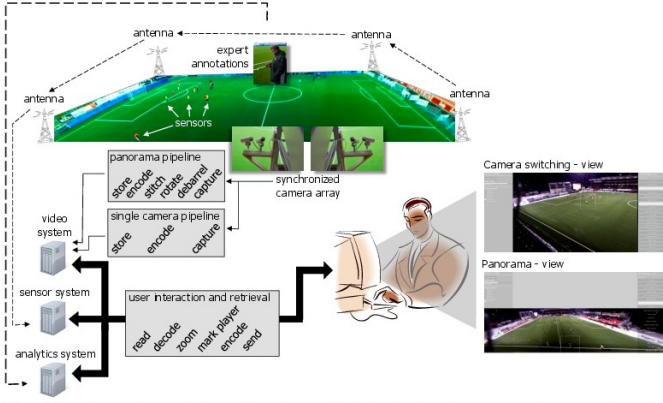 antenna
antenna
expert
annotations
antenna
antenna
sensors
panorama pipeline
store
encode
stitch
rotate
debarrel
capture
synchronized
camera array
single camera pipeline
store
encode
capture
video
system
sensor system
analytics system
user interaction and retrieval
read
decode
zoom
mark player
encode
send
Camera switching - view
Panorama - view